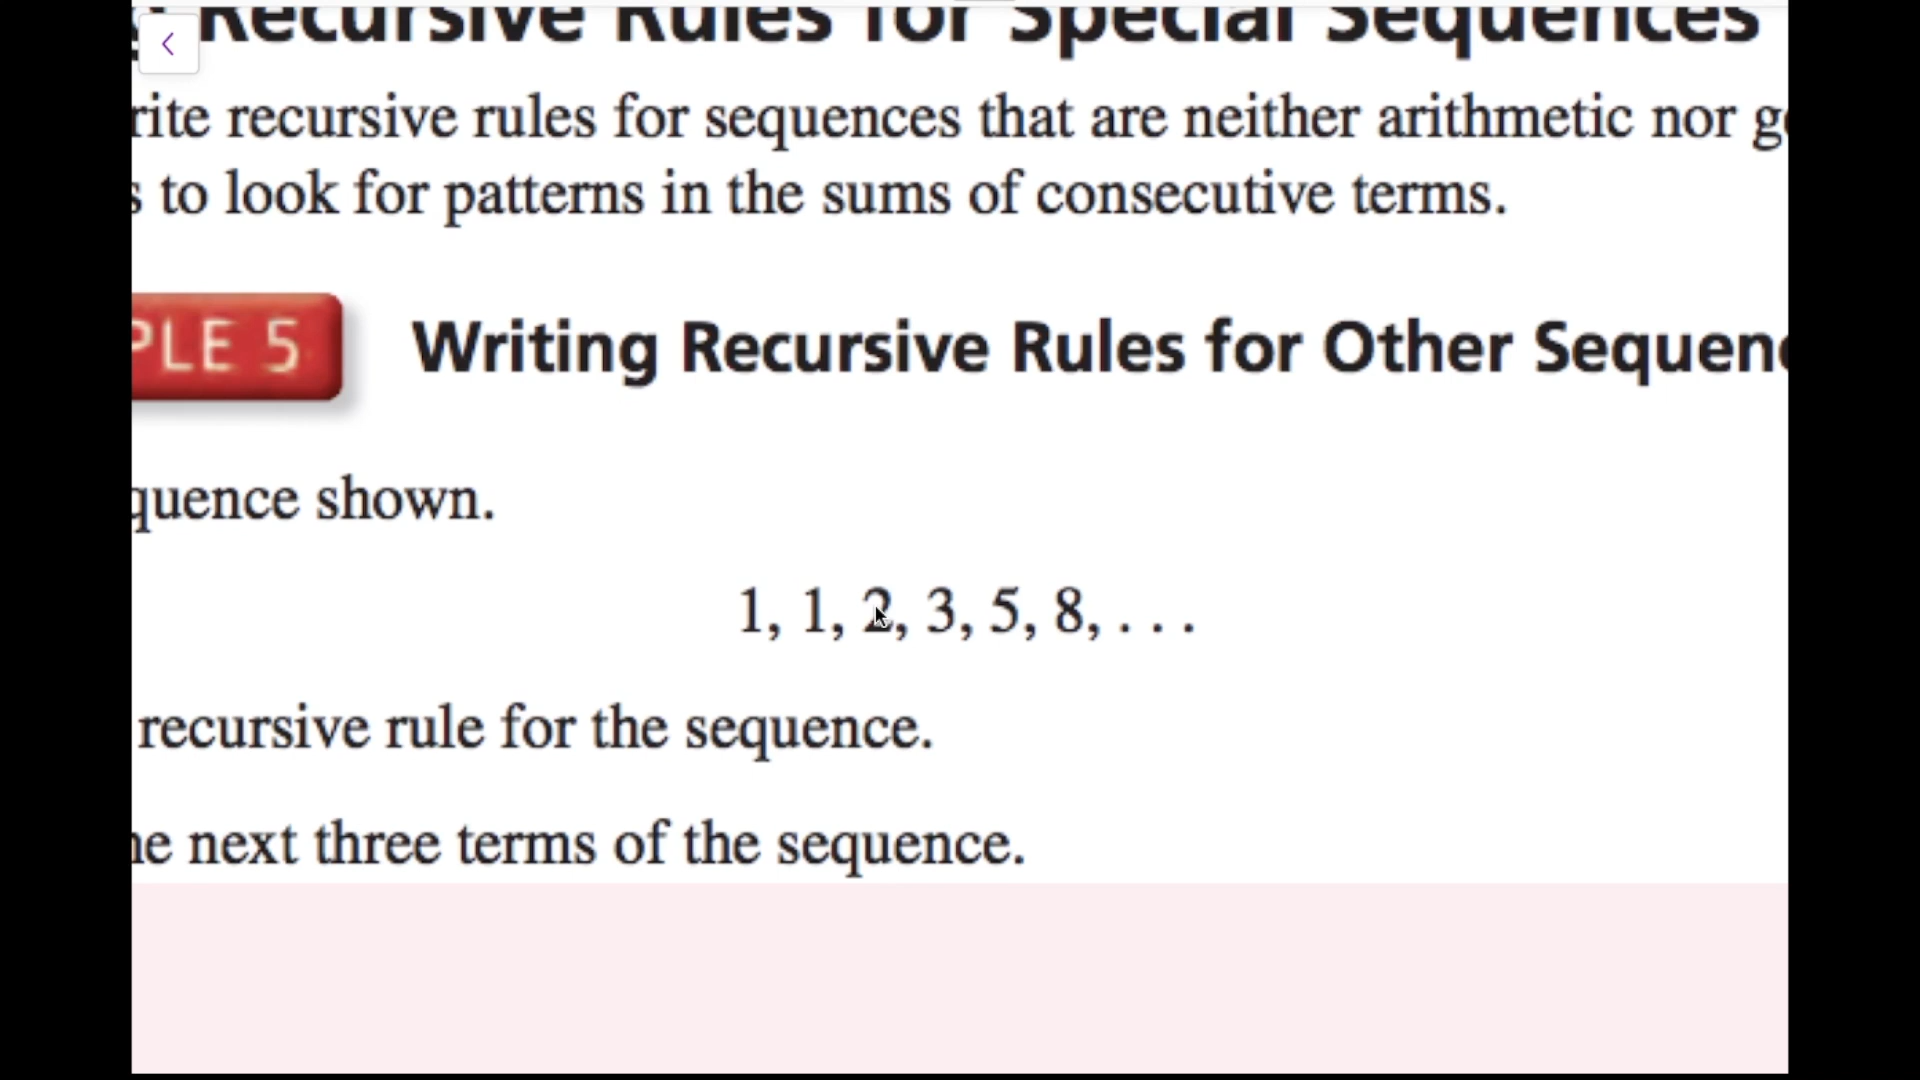 Recursive Rules for Special Sequences
rite recursive rules for sequences that are neither arithmetic nor g
s to look for patterns in the sums of consecutive terms.
PLE 5 Writing Recursive Rules for Other Sequen
quence shown.
1, 1, 2, 3, 5, 8, . . .
recursive rule for the sequence.
he next three terms of the sequence.